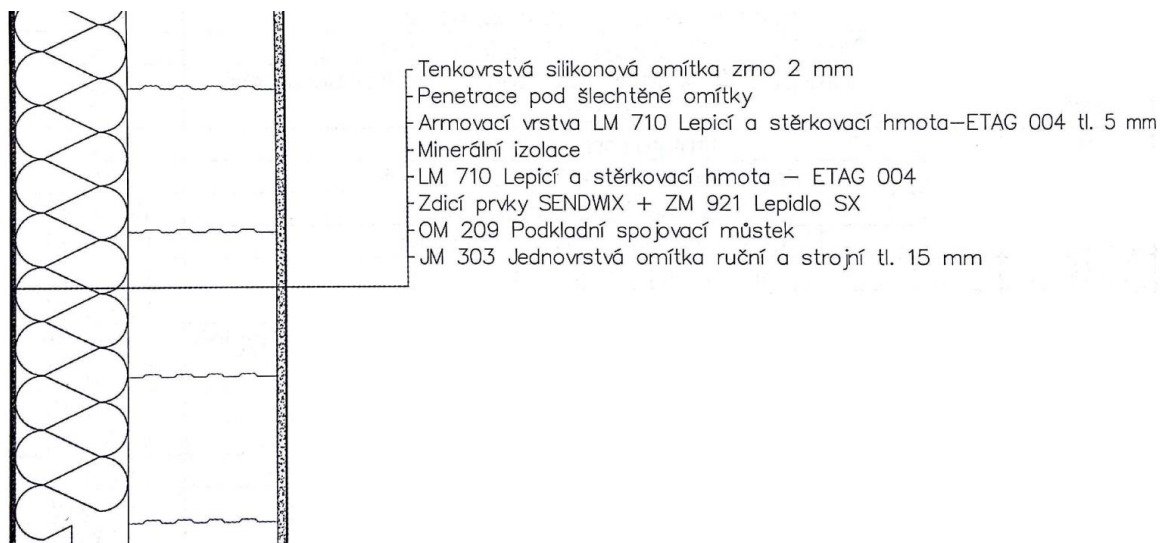 Tenkovrstvá silikonová omítka zrno 2 mm
Penetrace pod šlechtěné omítky
Armovací vrstva LM 710 Lepicí a stěrkovací hmota–ETAG 004 tl. 5 mm
Minerální izolace
LM 710 Lepicí a stěrkovací hmota – ETAG 004
Zdicí prvky SENDWIX + ZM 921 Lepidlo SX
OM 209 Podkladní spojovací můstek
JM 303 Jednovrstvá omítka ruční a strojní tl. 15 mm